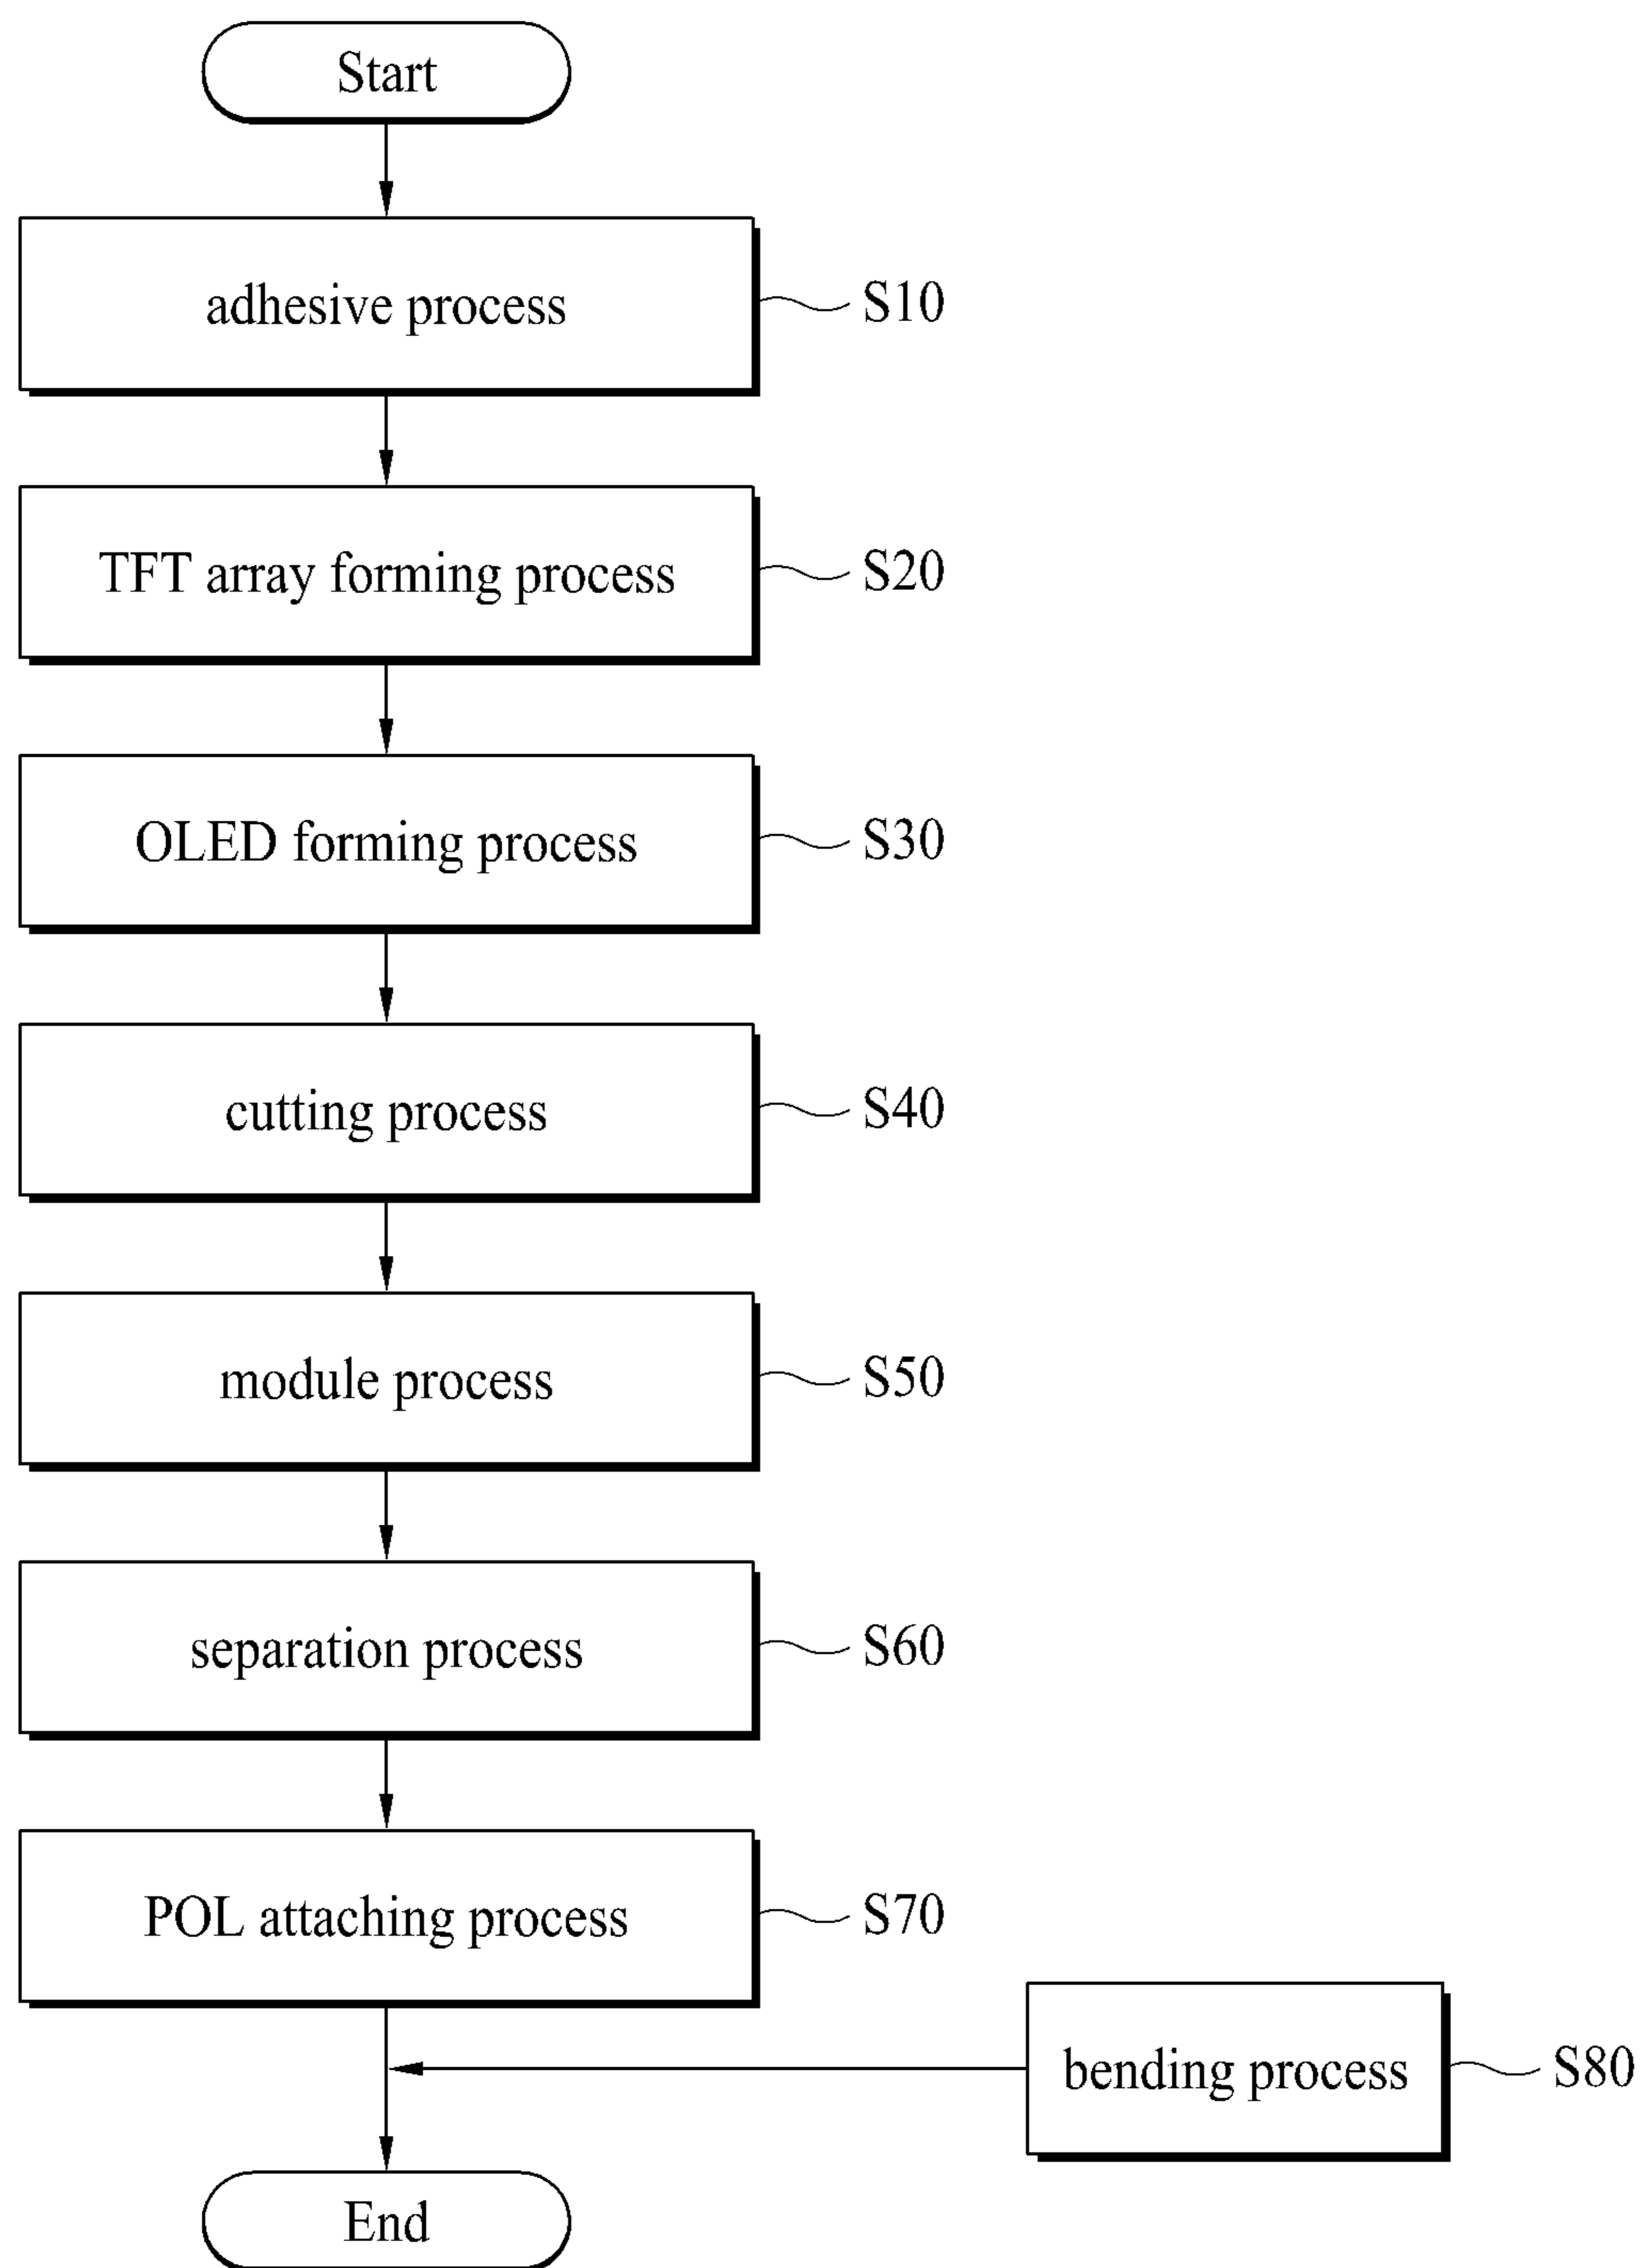 Start
adhesive process
S10
TFT array forming process
S20
OLED forming process
S30
cutting process
S40
module process
S50
separation process
S60
POL attaching process
S70
bending process
S80
End